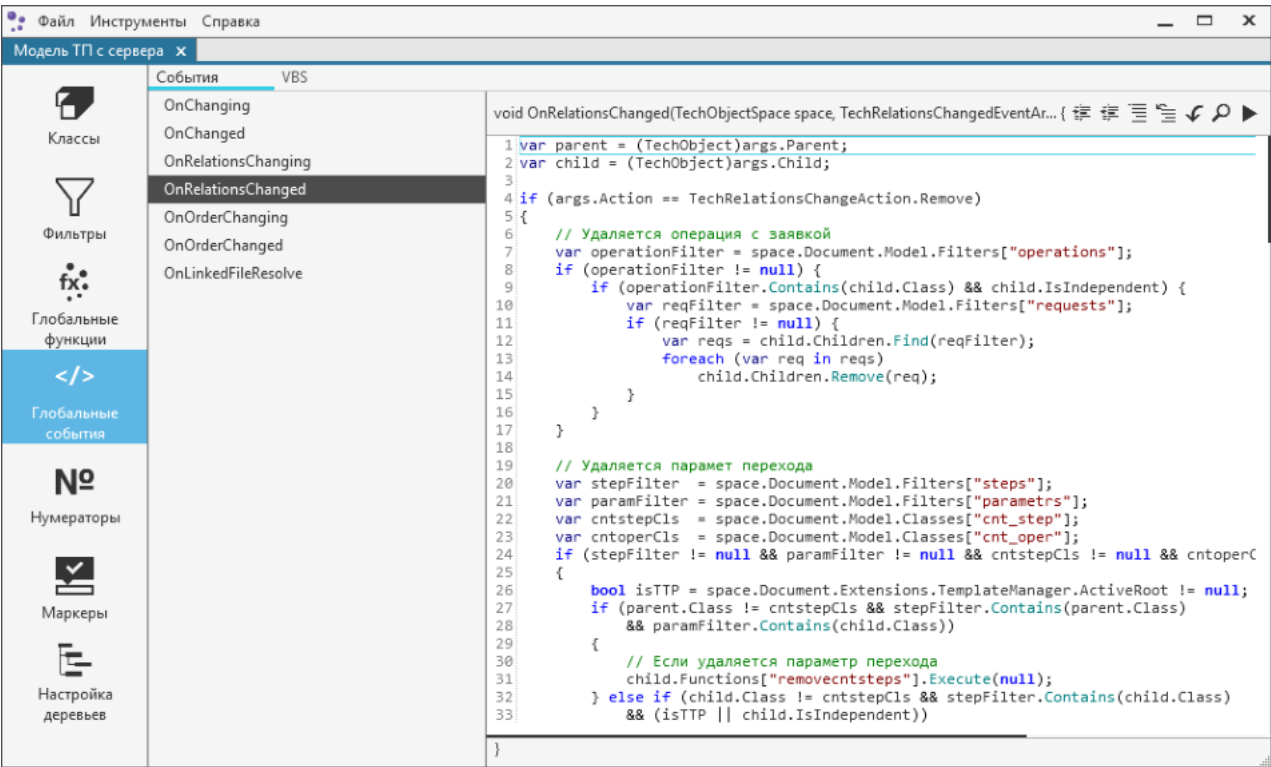 Файл Инструменты Справка
Модель ТП с сервера x
События VBS
Классы
Фильтры
fx:
Глобальные
функции
</>
Глобальные
события
№
Нумераторы
Маркеры
Настройка
деревьев
OnChanging
OnChanged
OnRelationsChanging
OnRelationsChanged
OnOrderChanging
OnOrderChanged
OnLinkedFileResolve
void OnRelationsChanged(TechObjectSpace space, TechRelationsChangedEventAr... {
1 var parent = (TechObject)args.Parent;
2 var child = (TechObject)args.Child;
3
4 if (args.Action == TechRelationsChangeAction.Remove)
5 {
6     // Удаляется операция с заявкой
7     var operationFilter = space.Document.Model.Filters["operations"];
8     if (operationFilter != null) {
9         if (operationFilter.Contains(child.Class) && child.IsIndependent) {
10             var reqFilter = space.Document.Model.Filters["requests"];
11             if (reqFilter != null) {
12                 var reqs = child.Children.Find(reqFilter);
13                 foreach (var req in reqs)
14                     child.Children.Remove(req);
15             }
16         }
17     }
18
19     // Удаляется парамет перехода
20     var stepFilter  = space.Document.Model.Filters["steps"];
21     var paramFilter = space.Document.Model.Filters["parametrs"];
22     var cntstepCls  = space.Document.Model.Classes["cnt_step"];
23     var cntoperCls  = space.Document.Model.Classes["cnt_oper"];
24     if (stepFilter != null && paramFilter != null && cntstepCls != null && cntoperC
25     {
26         bool isTTP = space.Document.Extensions.TemplateManager.ActiveRoot != null;
27         if (parent.Class != cntstepCls && stepFilter.Contains(parent.Class)
28             && paramFilter.Contains(child.Class))
29         {
30             // Если удаляется параметр перехода
31             child.Functions["removecntsteps"].Execute(null);
32         } else if (child.Class != cntstepCls && stepFilter.Contains(child.Class)
33             && (isTTP || child.IsIndependent))
}